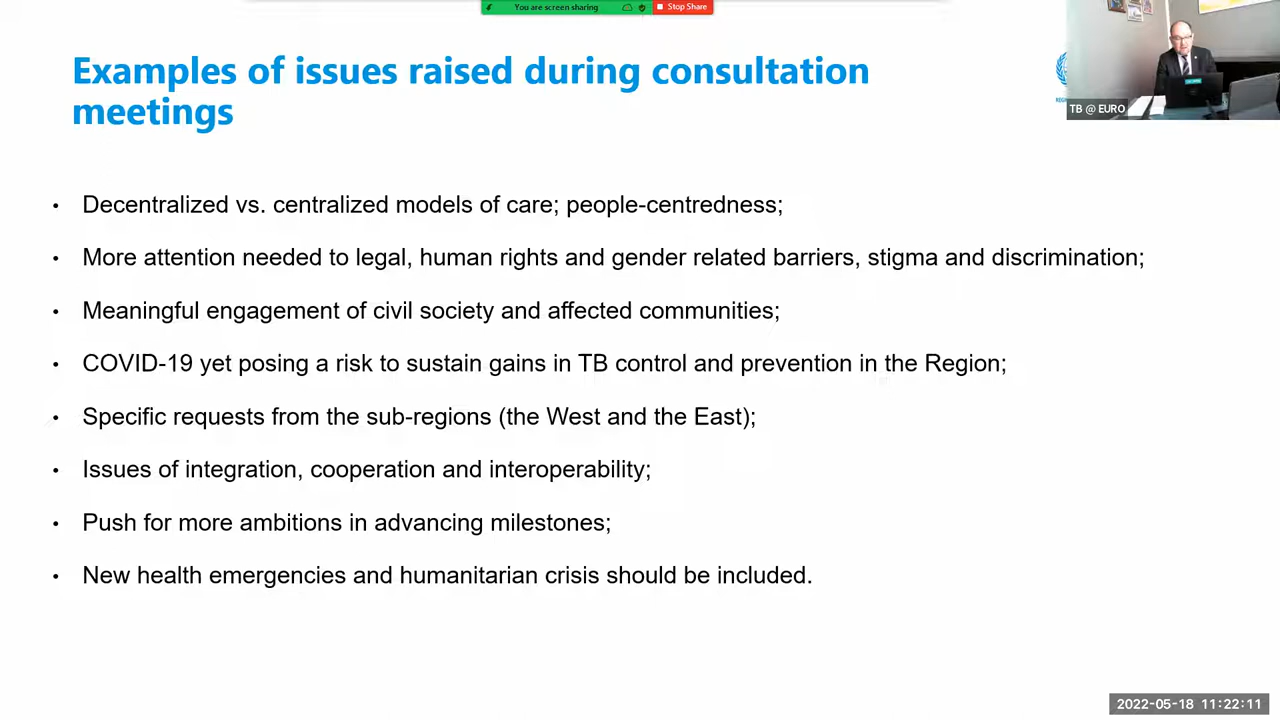 You are screen sharing
Stop Share
Examples of issues raised during consultation
meetings
TB @ EURO
• Decentralized vs. centralized models of care; people-centredness;
• More attention needed to legal, human rights and gender related barriers, stigma and discrimination;
• Meaningful engagement of civil society and affected communities;
• COVID-19 yet posing a risk to sustain gains in TB control and prevention in the Region;
• Specific requests from the sub-regions (the West and the East);
• Issues of integration, cooperation and interoperability;
• Push for more ambitions in advancing milestones;
• New health emergencies and humanitarian crisis should be included.
2022-05-18 11:22:11